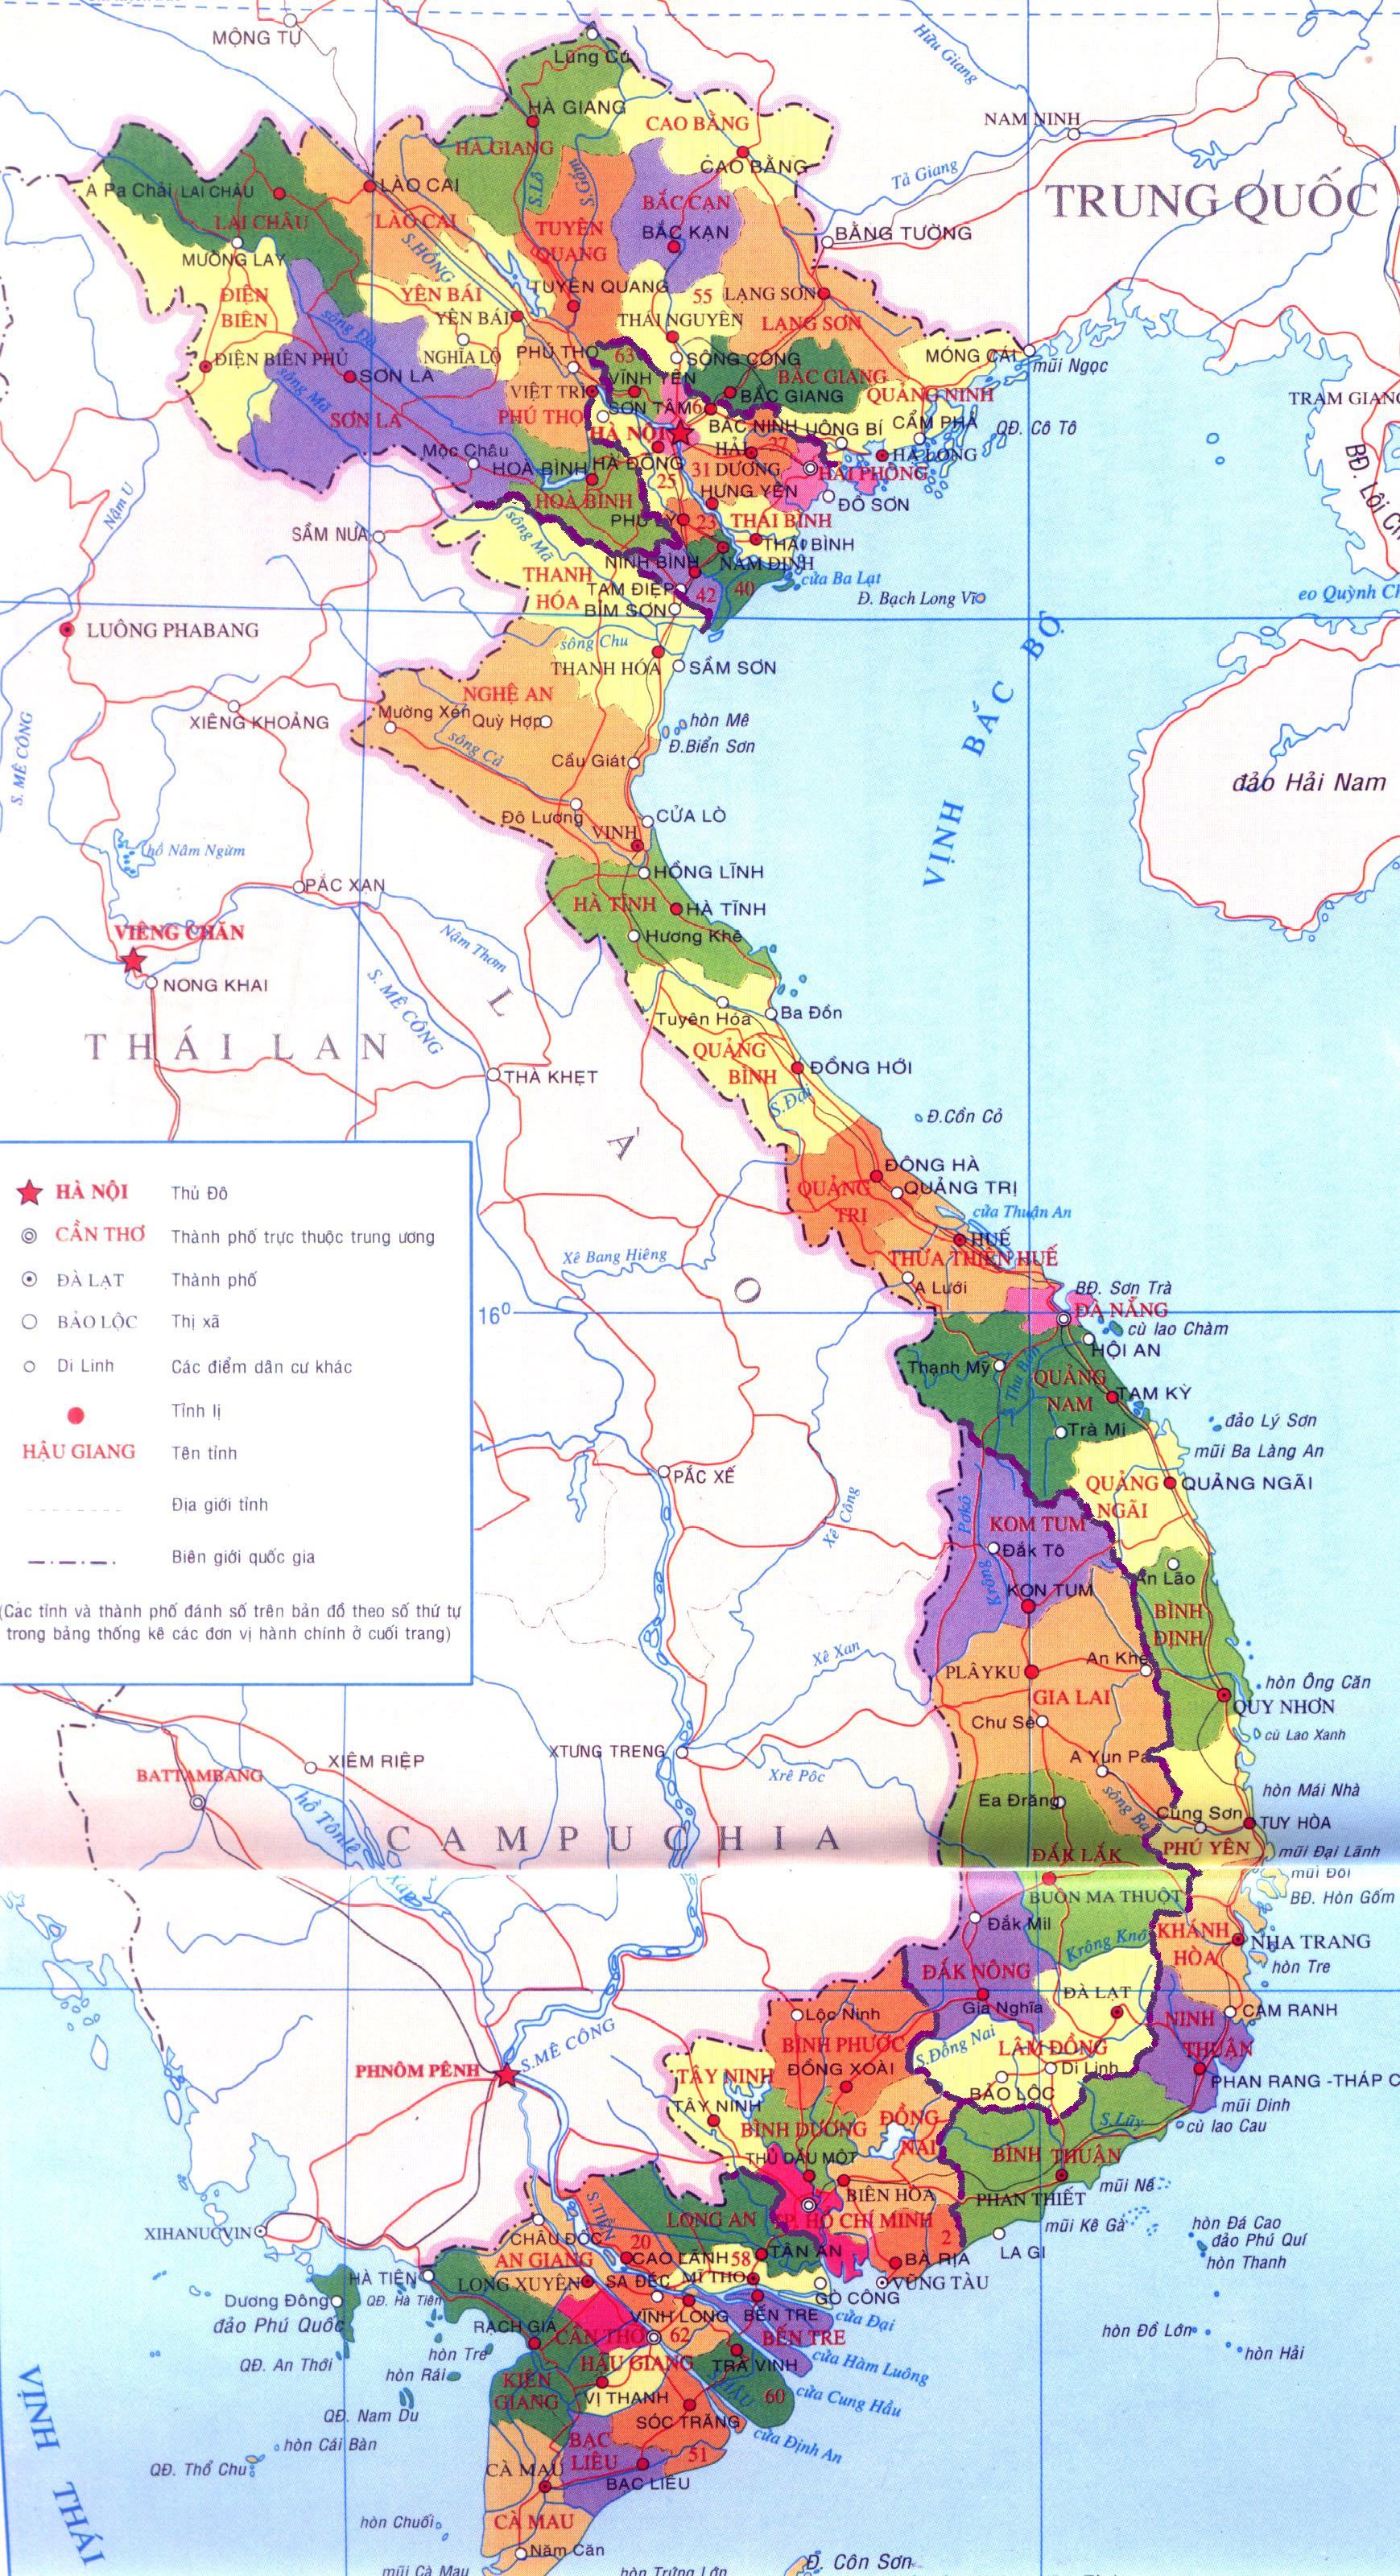 MỘNG TỰ
Lũng Cú
Hữu Giang
HÀ GIANG
CAO BẰNG
NAM NINH
HÀ GIANG
S.Lô
S.Gấm
CAO BẰNG
Tả Giang
A Pa Chải
LAI CHÂU
LÀO CAI
BẮC CẠN
TRUNG QUỐC
LAI CHÂU
LÀO CAI
TUYÊN
QUANG
BẮC KẠN
BẰNG TƯỜNG
S.HỒNG
MƯỜNG LAY
TUYÊN QUANG
ĐIỆN
BIÊN
YÊN BÁI
55
LẠNG SƠN
YÊN BÁI
THÁI NGUYÊN
LẠNG SƠN
sông Đà
ĐIỆN BIÊN PHỦ
NGHĨA LỘ
PHÚ THỌ
63
SÔNG CÔNG
MÓNG CÁI
mũi Ngọc
SƠN LA
VĨNH YÊN
BẮC GIANG
sông Mã
VIỆT TRÌ
BẮC GIANG
QUẢNG NINH
TRẠM GIANG
SƠN LA
PHÚ THỌ
SƠN TÂY
6
BẮC NINH
UÔNG BÍ
CẨM PHẢ
QĐ. Cô Tô
HÀ NỘI
Mộc Châu
HẢI
27
HẠ LONG
HOÀ BÌNH
HÀ ĐÔNG
31
DƯƠNG
HẢI PHÒNG
BĐ. Lôi Ch
25
HƯNG YÊN
ĐỒ SƠN
HOÀ BÌNH
Nậm U
PHỦ LÝ
23
THÁI BÌNH
SẦM NƯA
sông Mã
THÁI BÌNH
NINH BÌNH
NAM ĐỊNH
THANH
HÓA
TAM ĐIỆP
42
40
cửa Ba Lạt
BỈM SƠN
Đ. Bạch Long Vĩ
eo Quỳnh Ch
LUÔNG PHABANG
sông Chu
THANH HÓA
SẦM SƠN
VỊNH BẮC BỘ
NGHỆ AN
Mường Xén
Quỳ Hợp
XIÊNG KHOẢNG
hòn Mê
S. MÊ CÔNG
sông Cả
Đ.Biển Sơn
Cầu Giát
đảo Hải Nam
Đô Lương
CỬA LÒ
VINH
hồ Nâm Ngừm
HỒNG LĨNH
PẮC XAN
HÀ TĨNH
HÀ TĨNH
VIÊNG CHĂN
Hương Khê
Nậm Thơm
NONG KHAI
S. MÊ CÔNG
Tuyên Hóa
Ba Đồn
THÁI LAN
QUẢNG
BÌNH
ĐỒNG HỚI
THÀ KHẸT
S.Đại
Đ.Cồn Cỏ
LÀO
ĐÔNG HÀ
QUẢNG
TRỊ
QUẢNG TRỊ
HÀ NỘI Thủ Đô
CẦN THƠ Thành phố trực thuộc trung ương
ĐÀ LẠT Thành phố
BẢO LỘC Thị xã
Di Linh Các điểm dân cư khác
Tỉnh lị
HẬU GIANG Tên tỉnh
Địa giới tỉnh
Biên giới quốc gia
(Các tỉnh và thành phố đánh số trên bản đồ theo số thứ tự
trong bảng thống kê các đơn vị hành chính ở cuối trang)
cửa Thuận An
HUẾ
Xê Bang Hiêng
THỪA THIÊN HUẾ
A Lưới
BĐ. Sơn Trà
16⁰
ĐÀ NẴNG
cù lao Chàm
HỘI AN
Thạnh Mỹ
S. Thu Bồn
QUẢNG
NAM
TAM KỲ
Trà Mi
đảo Lý Sơn
mũi Ba Làng An
PẮC XẾ
QUẢNG
NGÃI
QUẢNG NGÃI
Xê Công
Pơkô
KOM TUM
Đắk Tô
An Lão
Krông
KON TUM
BÌNH
ĐỊNH
Xê Xan
An Khê
PLÂYKU
hòn Ông Căn
GIA LAI
QUY NHƠN
Chư Sê
cù Lao Xanh
XTƯNG TRENG
XIÊM RIỆP
A Yun Pa
BATTAMBANG
Xrê Pôc
hòn Mái Nhà
Ea Đrăng
sông Ba
hồ Tônlê
Xáp
Củng Sơn
TUY HÒA
CAMPUCHIA
ĐẮK LẮK
PHÚ YÊN
mũi Đại Lãnh
mũi Đôi
BUÔN MA THUỘT
BĐ. Hòn Gốm
Đắk Mil
Krông Knô
KHÁNH
HÒA
NHA TRANG
hòn Tre
ĐẮK NÔNG
ĐÀ LẠT
Gia Nghĩa
Lộc Ninh
NINH
THUẬN
CAM RANH
BÌNH PHƯỚC
S.Đồng Nai
LÂM ĐỒNG
S.MÊ CÔNG
PHNÔM PÊNH
ĐỒNG XOÀI
Di Linh
TÂY NINH
BẢO LỘC
PHAN RANG -THÁP C
TÂY NINH
mũi Dinh
BÌNH DƯƠNG
ĐỒNG
NAI
S.Lũy
cù lao Cau
THỦ DẦU MỘT
BÌNH THUẬN
BIÊN HÒA
PHAN THIẾT
mũi Né
S.TIỀN
LONG AN
TP. HỒ CHÍ MINH
mũi Kê Gà
hòn Đá Cao
XIHANUCVIN
CHÂU ĐỐC
20
2
LA GI
đảo Phú Quí
AN GIANG
CAO LÃNH
58
TÂN AN
BÀ RỊA
hòn Thanh
HÀ TIÊN
LONG XUYÊN
SA ĐÉC
MĨ THO
VŨNG TÀU
Dương Đông
QĐ. Hà Tiên
GÒ CÔNG
đảo Phú Quốc
RẠCH GIÁ
VĨNH LONG
BẾN TRE
cửa Đại
CẦN THƠ
62
BẾN TRE
hòn Đồ Lớn
hòn Tre
HẬU GIANG
TRÀ VINH
cửa Hàm Luông
hòn Hải
QĐ. An Thới
hòn Rái
KIÊN
GIANG
VỊ THANH
HẬU
60
cửa Cung Hầu
QĐ. Nam Du
SÓC TRĂNG
cửa Định An
hòn Cái Bàn
BẠC
LIÊU
51
QĐ. Thổ Chu
CÀ MAU
BẠC LIÊU
VỊNH THÁI
hòn Chuối
CÀ MAU
Năm Căn
mũi Cà Mau
hòn Trứng Lớn
Đ. Côn Sơn